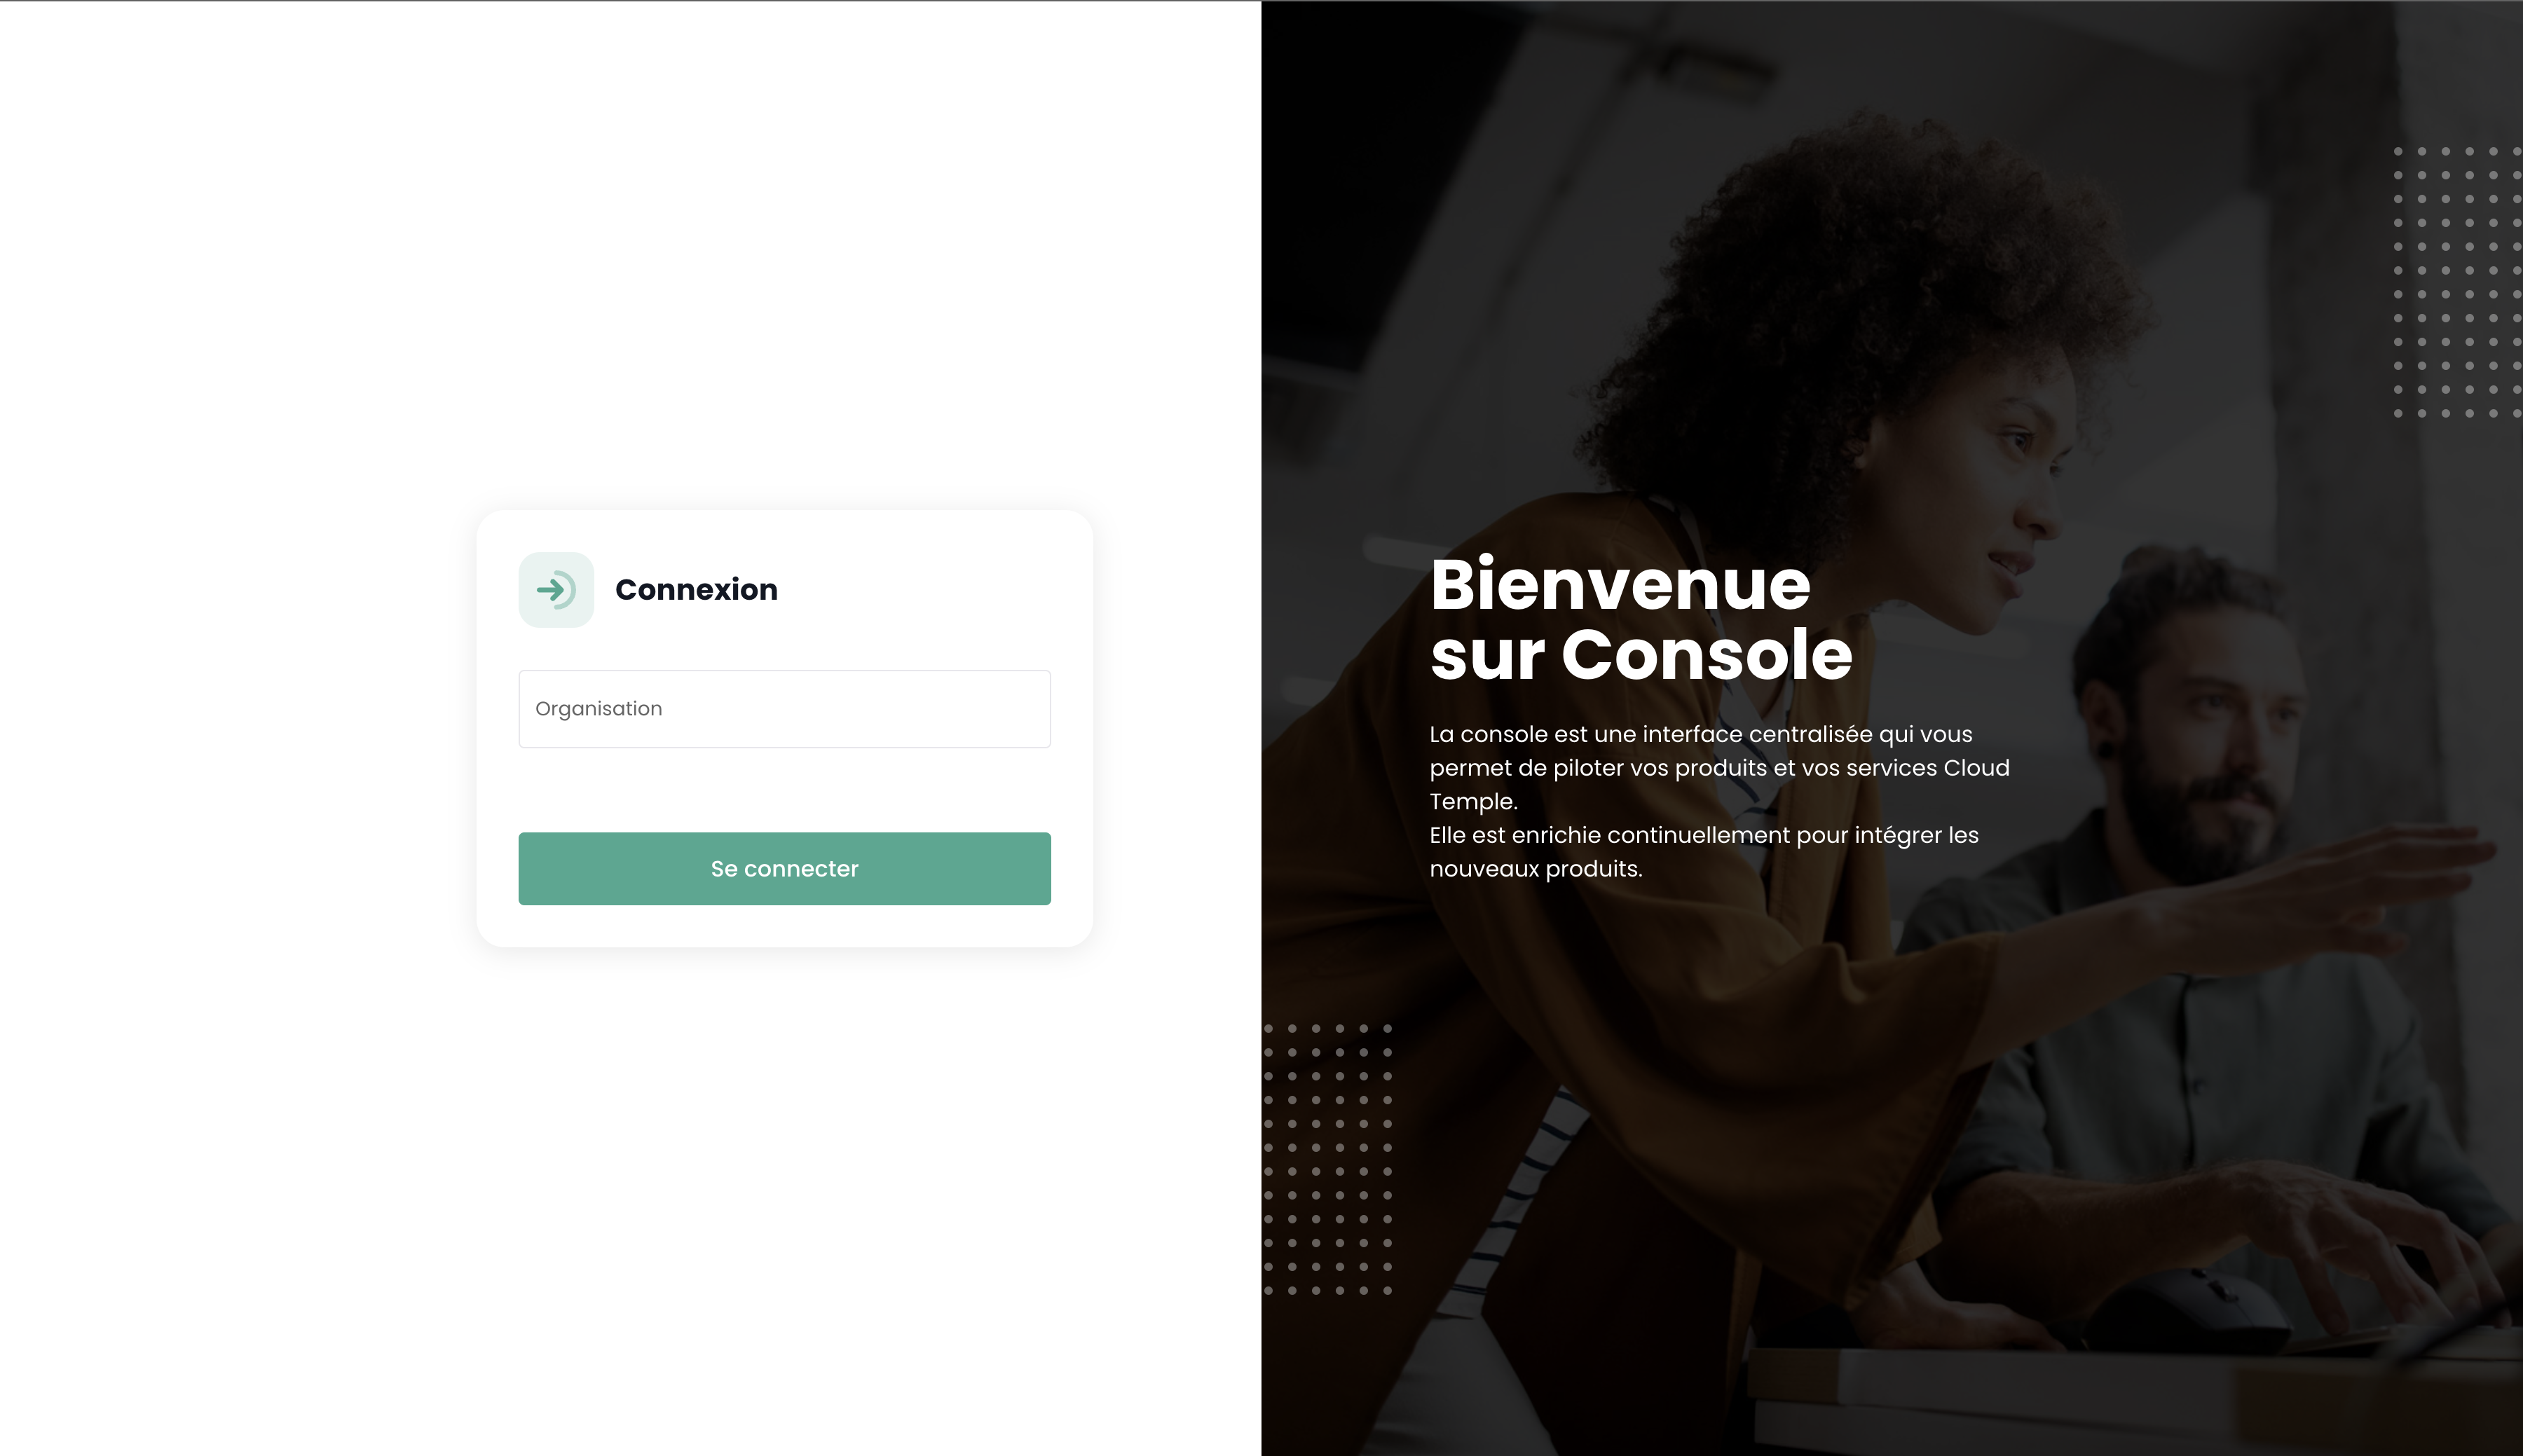 Connexion
Organisation
Se connecter
Bienvenue
sur Console
La console est une interface centralisée qui vous
permet de piloter vos produits et vos services Cloud
Temple.
Elle est enrichie continuellement pour intégrer les
nouveaux produits.